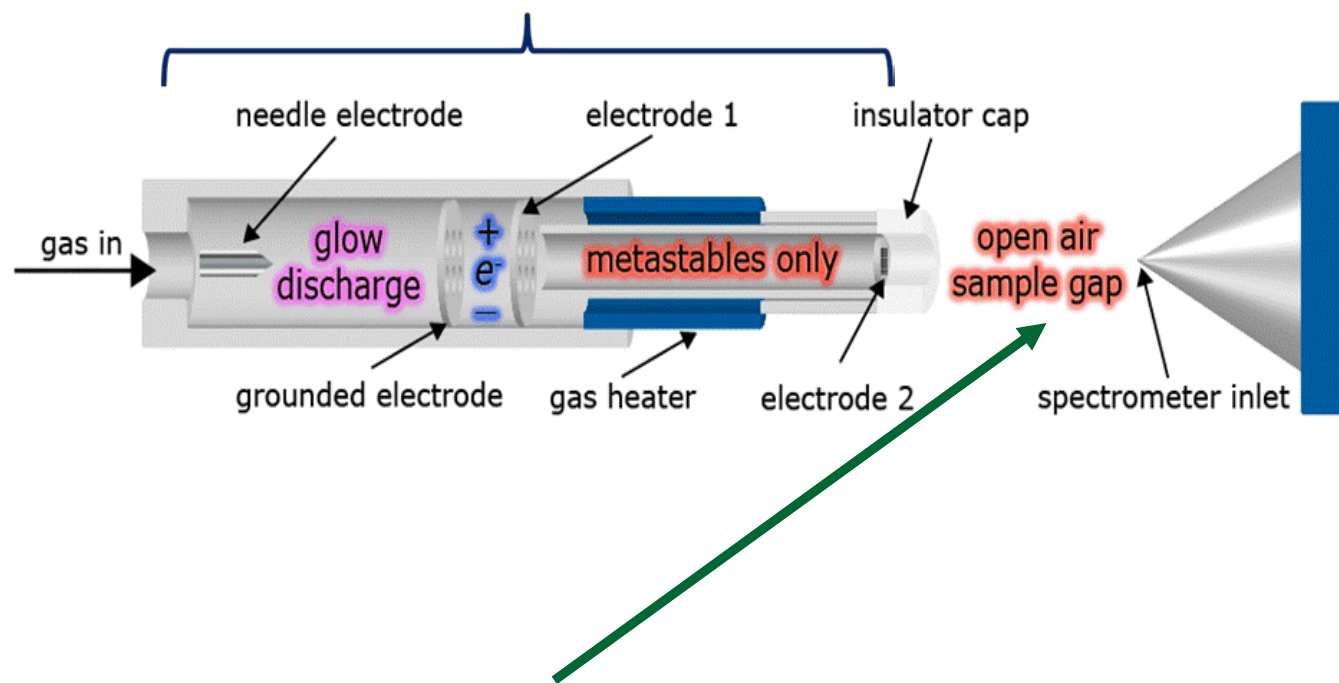 needle electrode
electrode 1
insulator cap
gas in
glow
discharge
+
e-
−
metastables only
open air
sample gap
grounded electrode
gas heater
electrode 2
spectrometer inlet